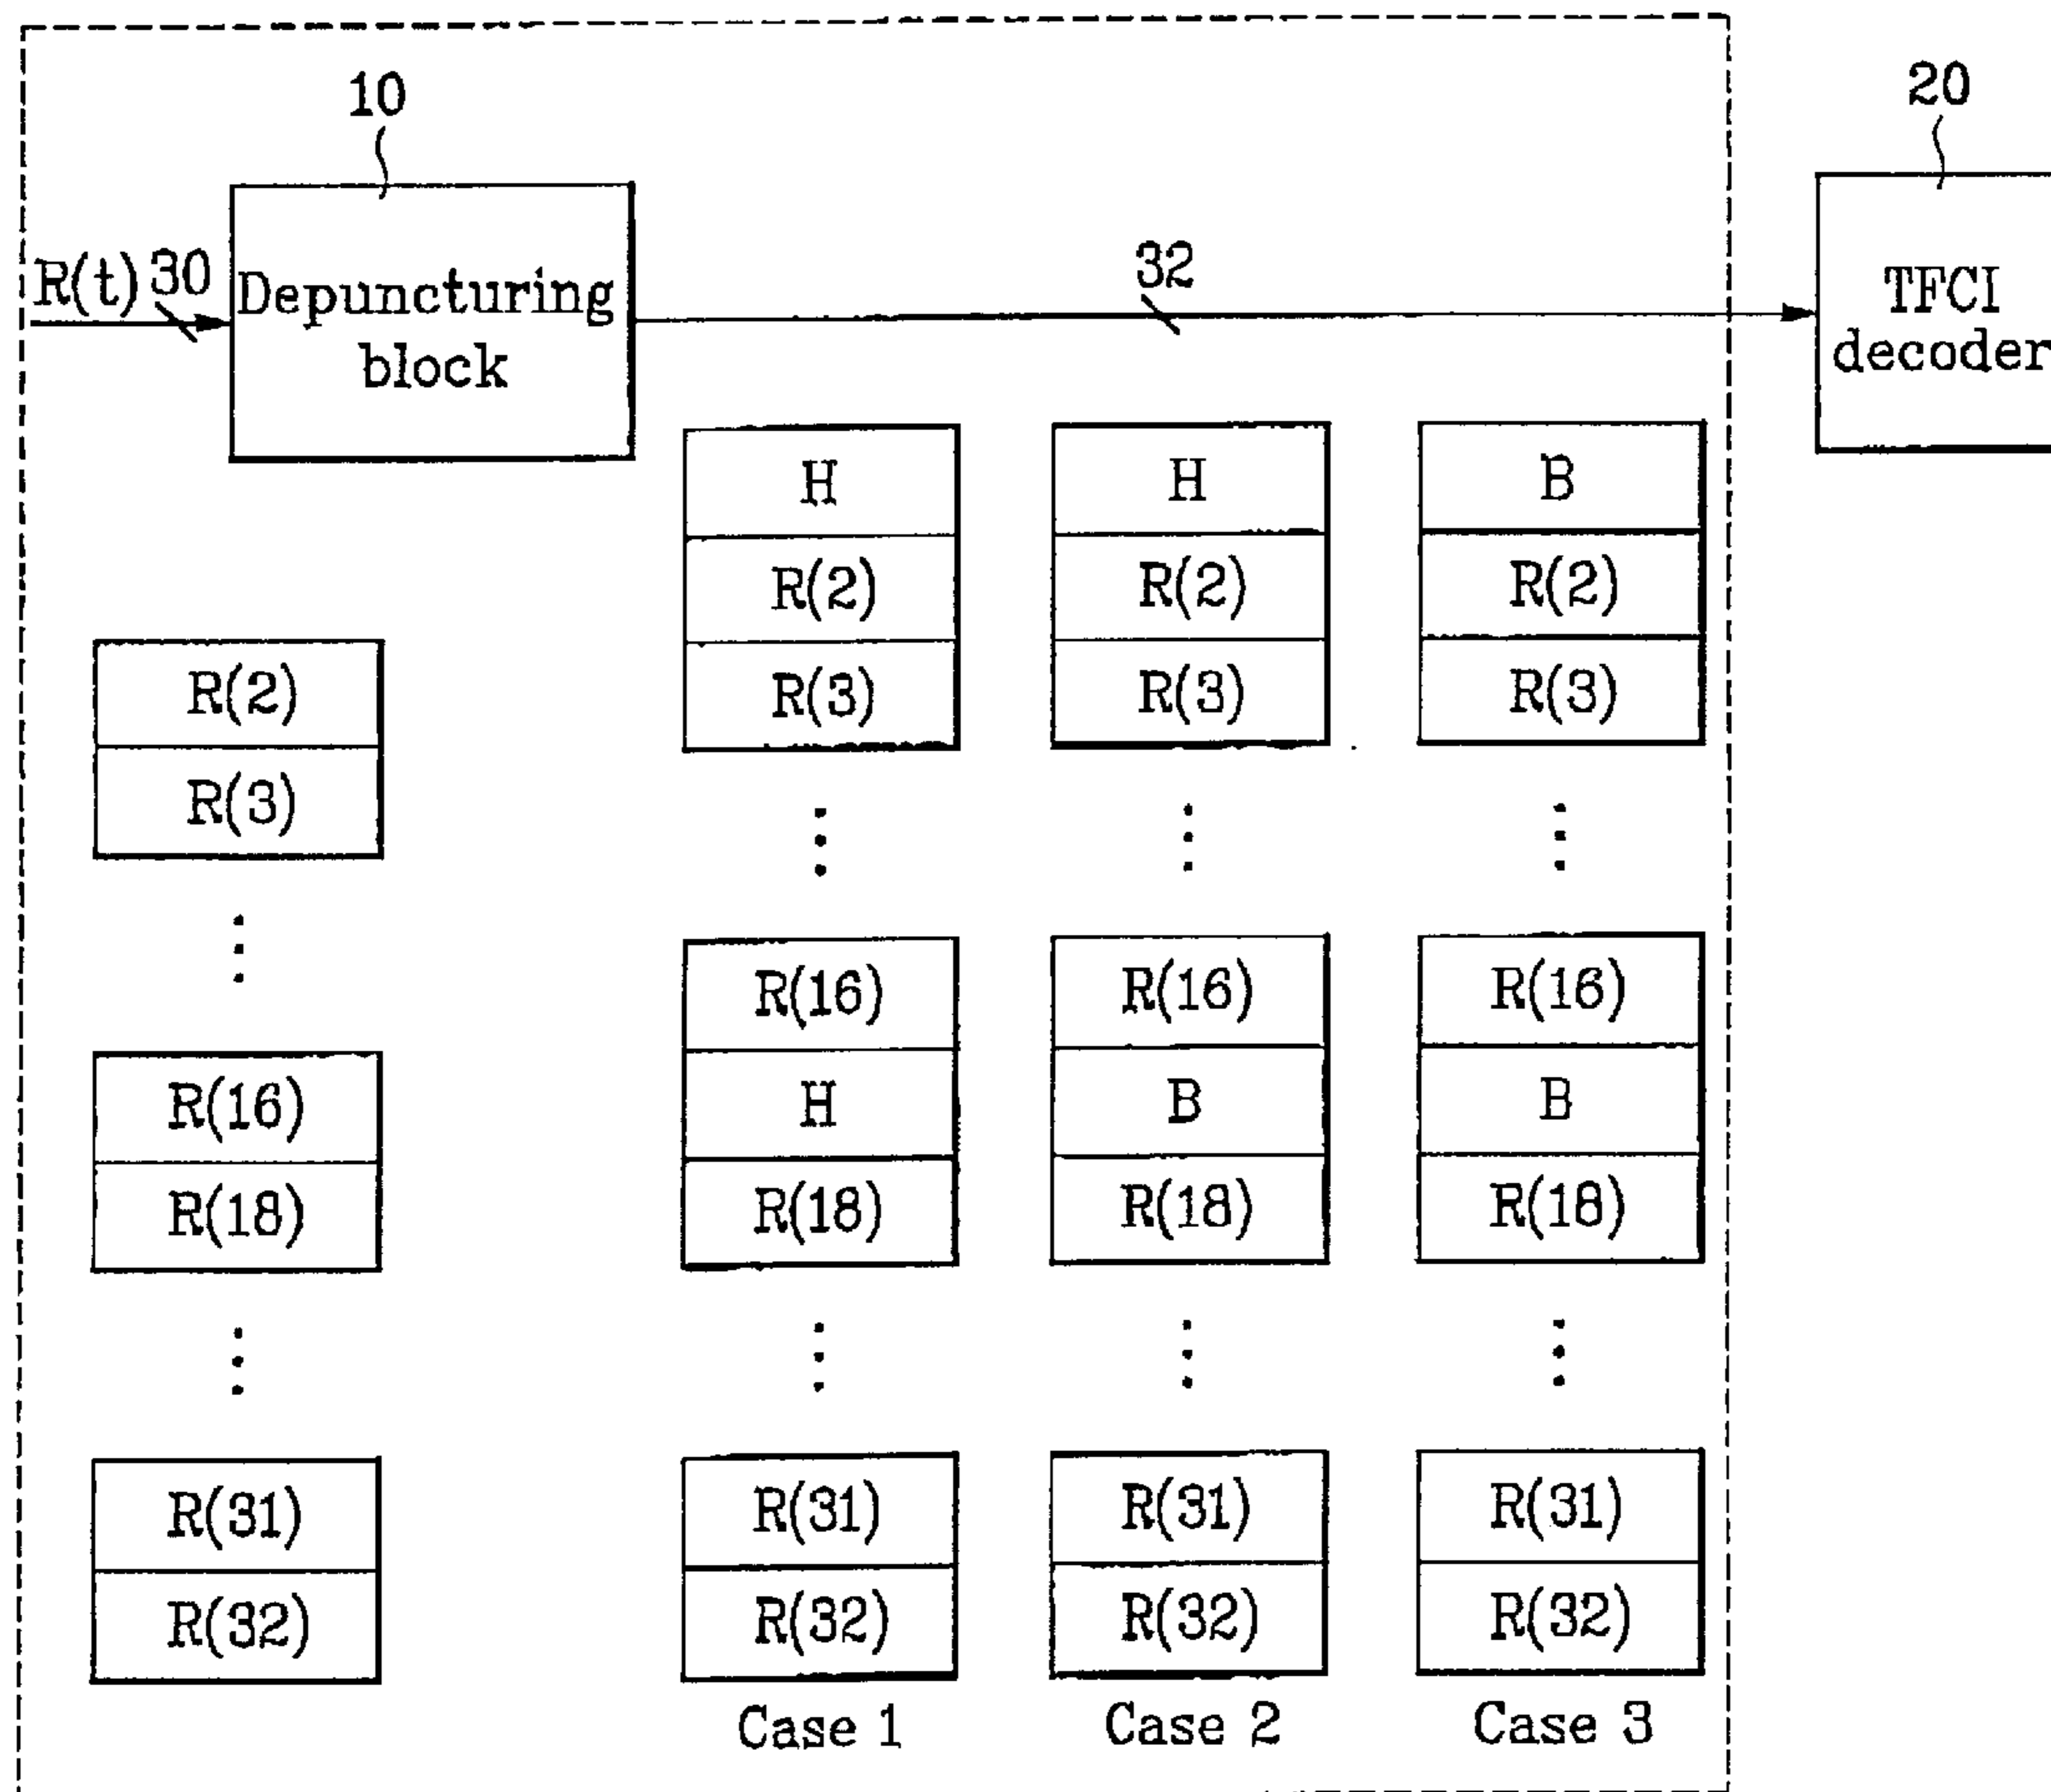 10
20
R(t) 30
Depuncturing
block
32
TFCI
decoder
R(2)
R(3)
R(16)
R(18)
R(31)
R(32)
H
R(2)
R(3)
R(16)
H
R(18)
R(31)
R(32)
Case 1
H
R(2)
R(3)
R(16)
B
R(18)
R(31)
R(32)
Case 2
B
R(2)
R(3)
R(16)
B
R(18)
R(31)
R(32)
Case 3